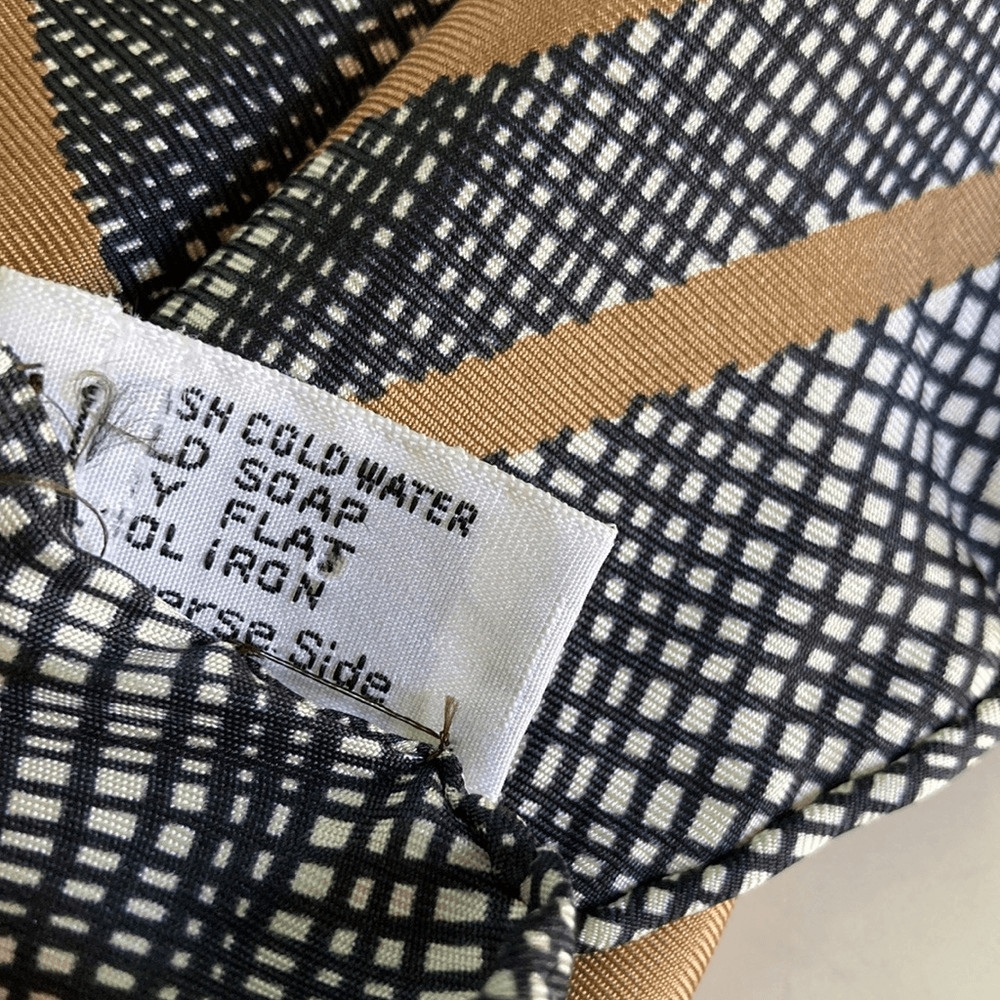 SH COLD WATER
LD SOAP
Y FLAT
OL IRON
erse Side